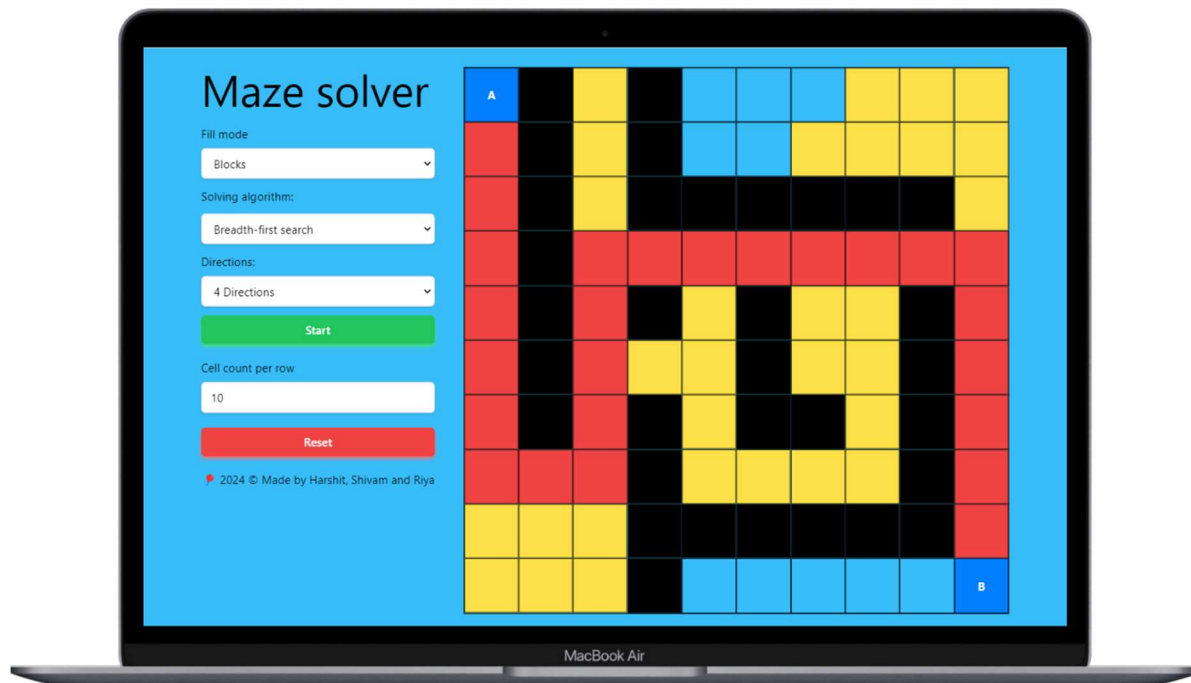 Maze solver
Fill mode
Blocks
Solving algorithm:
Breadth-first search
Directions:
4 Directions
Start
Cell count per row
10
Reset
2024 © Made by Harshit, Shivam and Riya
A
B
MacBook Air